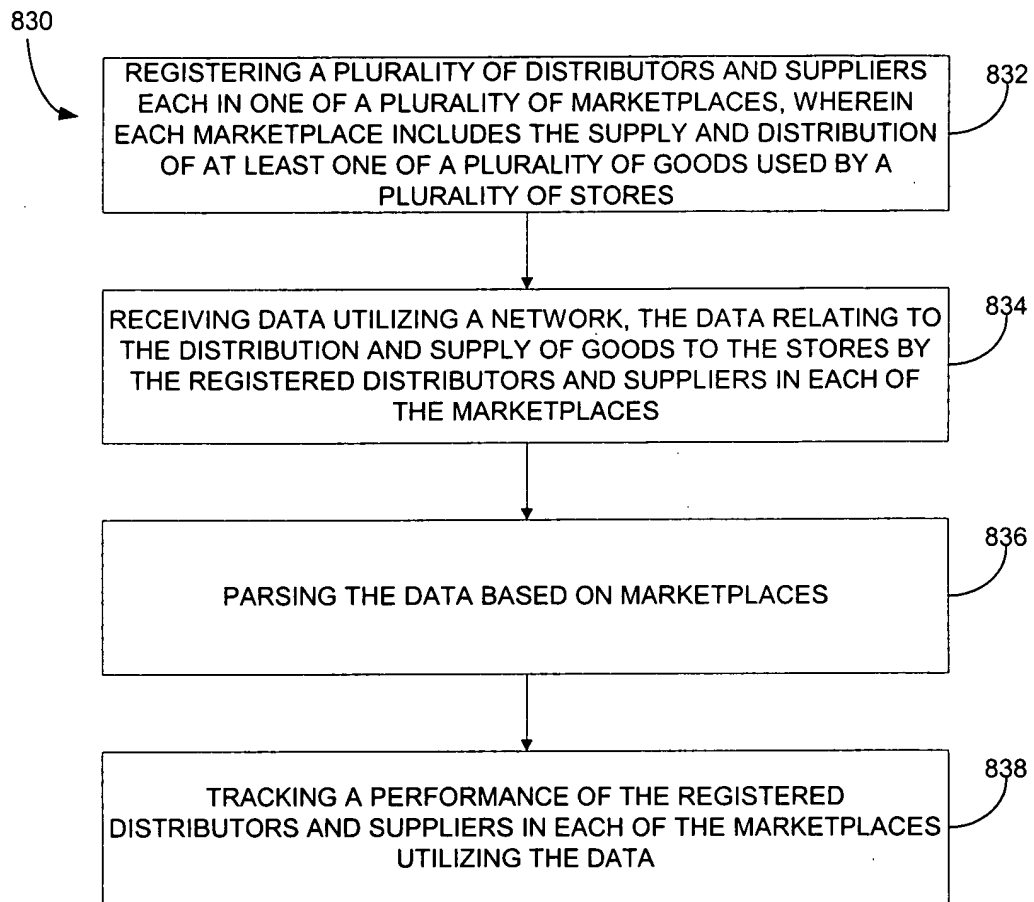 830
REGISTERING A PLURALITY OF DISTRIBUTORS AND SUPPLIERS
EACH IN ONE OF A PLURALITY OF MARKETPLACES, WHEREIN
EACH MARKETPLACE INCLUDES THE SUPPLY AND DISTRIBUTION
OF AT LEAST ONE OF A PLURALITY OF GOODS USED BY A
PLURALITY OF STORES
832
RECEIVING DATA UTILIZING A NETWORK, THE DATA RELATING TO
THE DISTRIBUTION AND SUPPLY OF GOODS TO THE STORES BY
THE REGISTERED DISTRIBUTORS AND SUPPLIERS IN EACH OF
THE MARKETPLACES
834
PARSING THE DATA BASED ON MARKETPLACES
836
TRACKING A PERFORMANCE OF THE REGISTERED
DISTRIBUTORS AND SUPPLIERS IN EACH OF THE MARKETPLACES
UTILIZING THE DATA
838